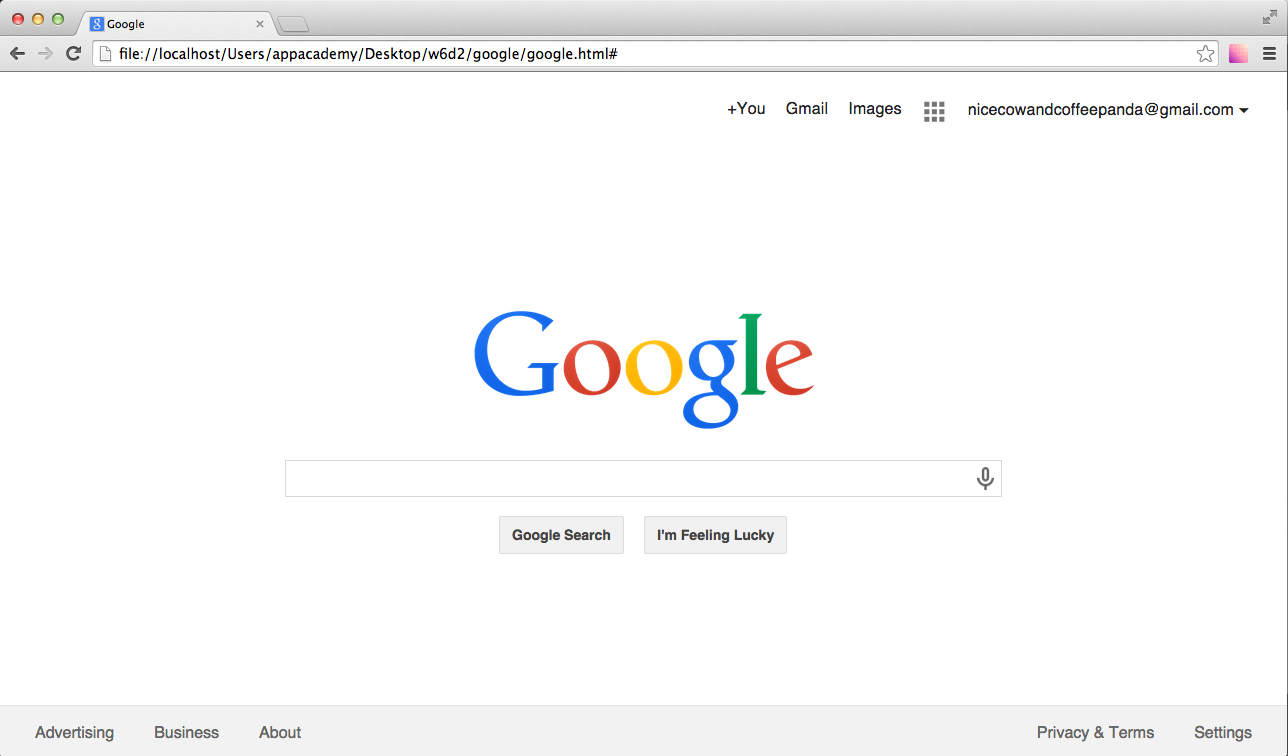 Google
file://localhost/Users/appacademy/Desktop/w6d2/google/google.html#
+You Gmail Images nicecowandcoffeepanda@gmail.com
Google
Google Search I'm Feeling Lucky
Advertising Business About Privacy & Terms Settings